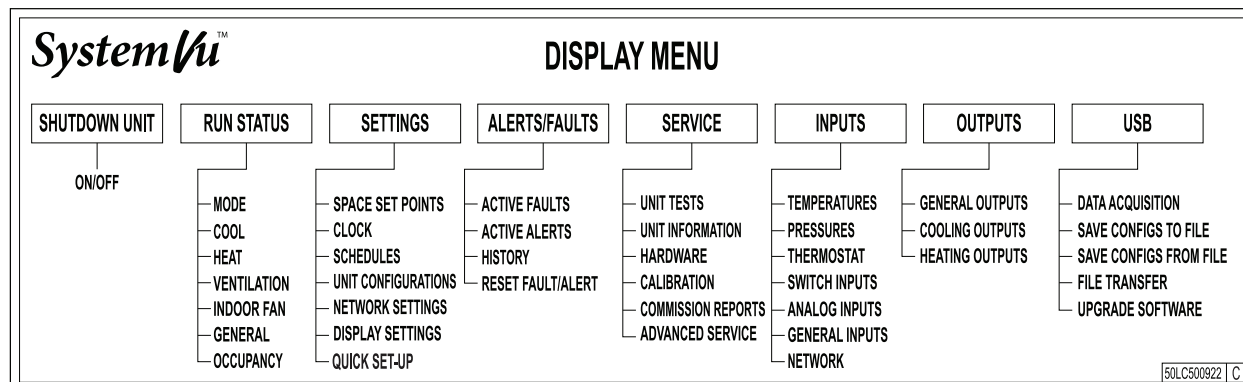 SystemVu™
DISPLAY MENU
SHUTDOWN UNIT
ON/OFF
RUN STATUS
MODE
COOL
HEAT
VENTILATION
INDOOR FAN
GENERAL
OCCUPANCY
SETTINGS
SPACE SET POINTS
CLOCK
SCHEDULES
UNIT CONFIGURATIONS
NETWORK SETTINGS
DISPLAY SETTINGS
QUICK SET-UP
ALERTS/FAULTS
ACTIVE FAULTS
ACTIVE ALERTS
HISTORY
RESET FAULT/ALERT
SERVICE
UNIT TESTS
UNIT INFORMATION
HARDWARE
CALIBRATION
COMMISSION REPORTS
ADVANCED SERVICE
INPUTS
TEMPERATURES
PRESSURES
THERMOSTAT
SWITCH INPUTS
ANALOG INPUTS
GENERAL INPUTS
NETWORK
OUTPUTS
GENERAL OUTPUTS
COOLING OUTPUTS
HEATING OUTPUTS
USB
DATA ACQUISITION
SAVE CONFIGS TO FILE
SAVE CONFIGS FROM FILE
FILE TRANSFER
UPGRADE SOFTWARE
50LC500922 C